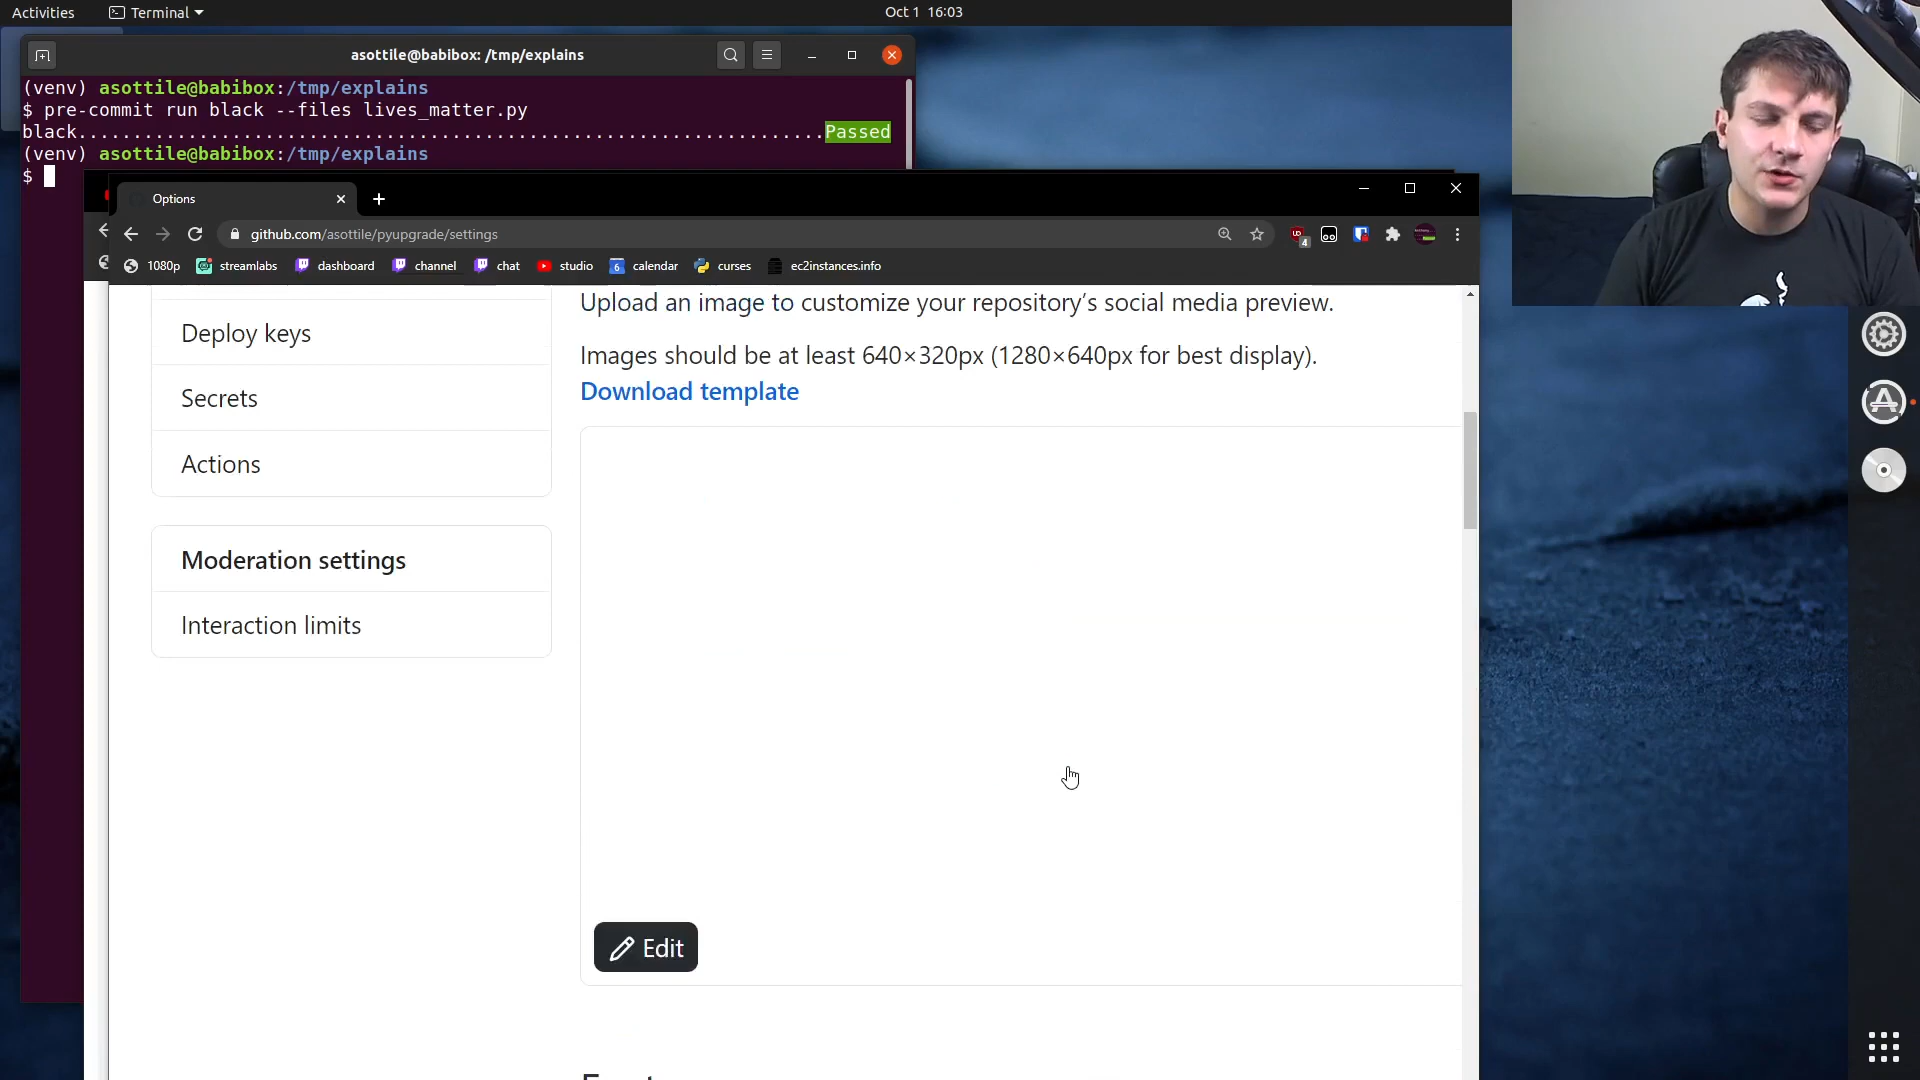 Activities
Terminal
Oct 1 16:03
asottile@babibox: /tmp/explains
(venv) asottile@babibox:/tmp/explains
$ pre-commit run black --files lives_matter.py
black.....................................................................Passed
(venv) asottile@babibox:/tmp/explains
$
Options
github.com/asottile/pyupgrade/settings
4
1080p
streamlabs
dashboard
channel
chat
studio
6
calendar
curses
ec2instances.info
Upload an image to customize your repository’s social media preview.
Images should be at least 640×320px (1280×640px for best display).
Download template
Deploy keys
Secrets
Actions
Moderation settings
Interaction limits
Edit